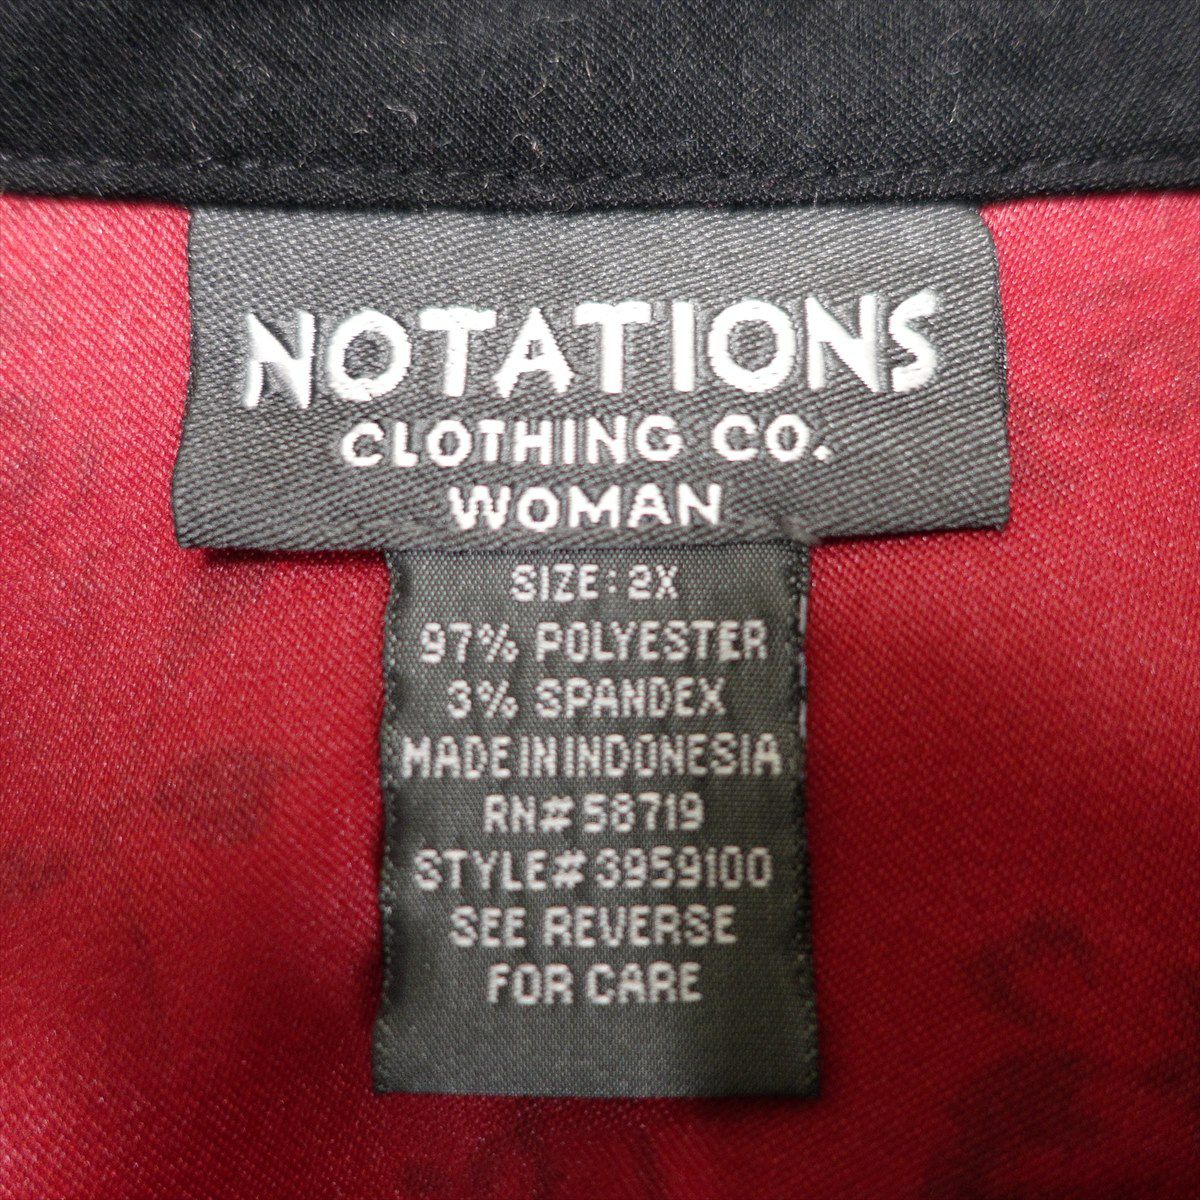 NOTATIONS
CLOTHING CO.
WOMAN
SIZE: 2X
97% POLYESTER
3% SPANDEX
MADE IN INDONESIA
RN# 58719
STYLE# 3959100
SEE REVERSE
FOR CARE